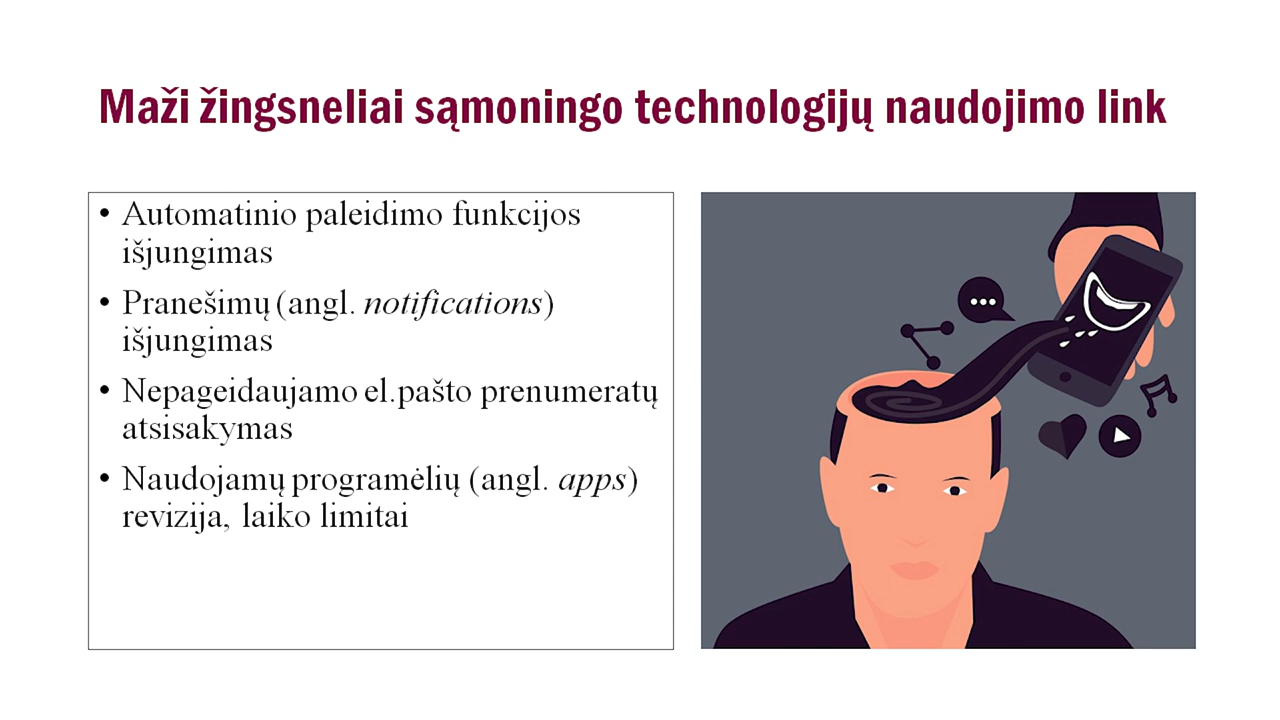 Maži žingsneliai sąmoningo technologijų naudojimo link
• Automatinio paleidimo funkcijos
išjungimas
• Pranešimų (angl. notifications)
išjungimas
• Nepageidaujamo el.pašto prenumeratų
atsisakymas
• Naudojamų programėlių (angl. apps)
revizija, laiko limitai